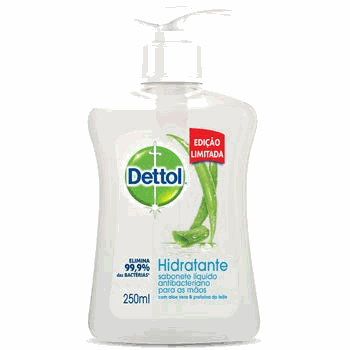 EDIÇÃO
LIMITADA
Dettol
ELIMINA
99,9%
das BACTÉRIAS*
Hidratante
sabonete líquido
antibacteriano
para as mãos
com aloe vera & proteína do leite
250ml